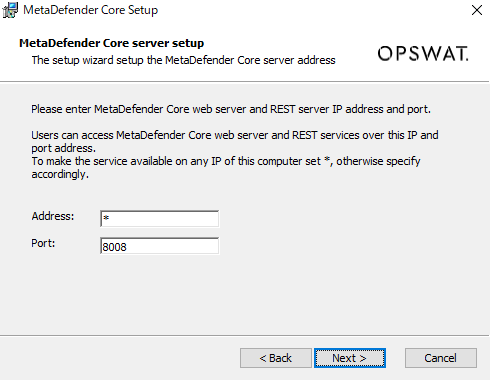 MetaDefender Core Setup
MetaDefender Core server setup
The setup wizard setup the MetaDefender Core server address
OPSWAT.
Please enter MetaDefender Core web server and REST server IP address and port.
Users can access MetaDefender Core web server and REST services over this IP and
port address.
To make the service available on any IP of this computer set *, otherwise specify
accordingly.
Address: *
Port: 8008
< Back Next > Cancel